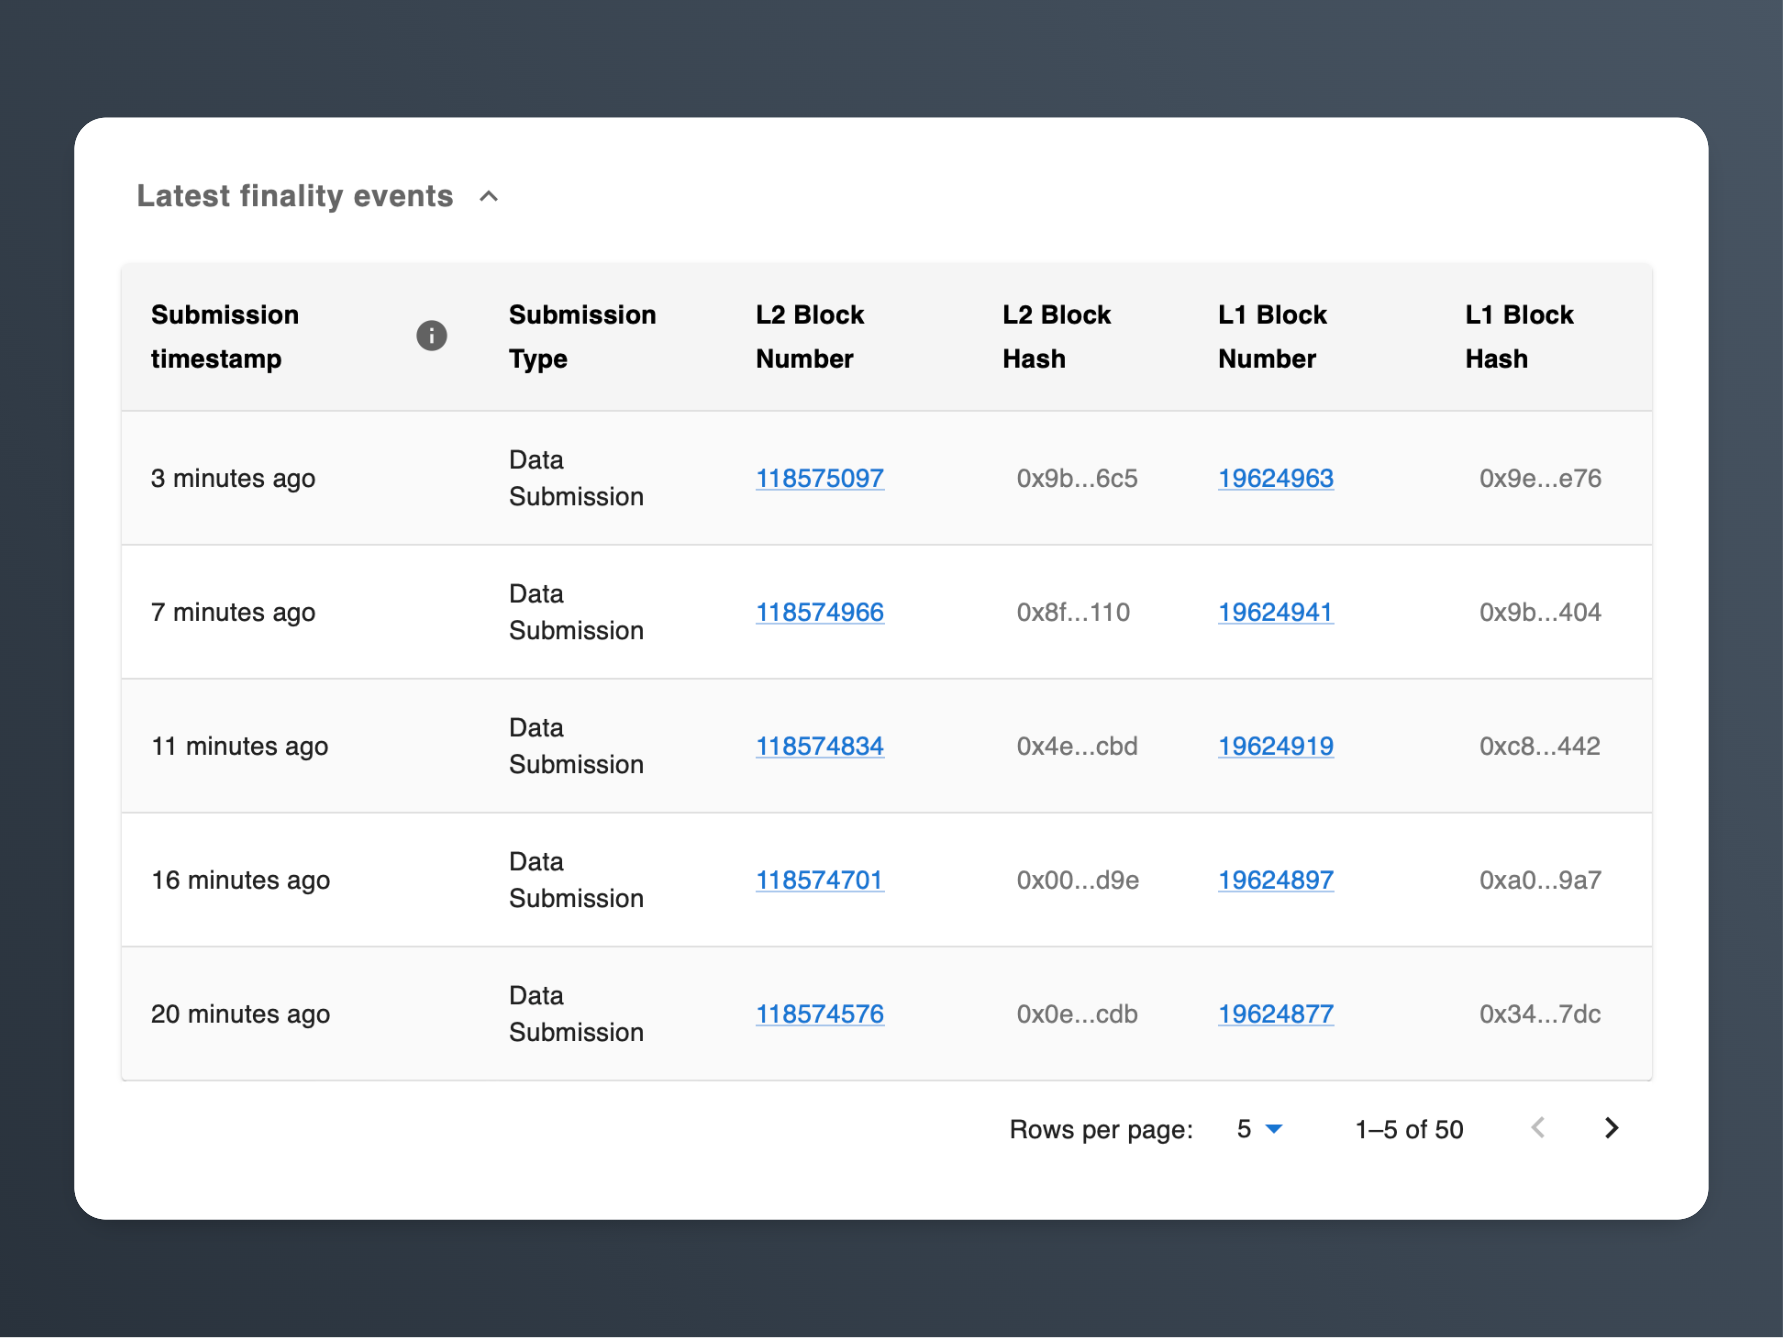 Latest finality events
Submission timestamp
Submission Type
L2 Block Number
L2 Block Hash
L1 Block Number
L1 Block Hash
3 minutes ago
Data Submission
118575097
0x9b...6c5
19624963
0x9e...e76
7 minutes ago
Data Submission
118574966
0x8f...110
19624941
0x9b...404
11 minutes ago
Data Submission
118574834
0x4e...cbd
19624919
0xc8...442
16 minutes ago
Data Submission
118574701
0x00...d9e
19624897
0xa0...9a7
20 minutes ago
Data Submission
118574576
0x0e...cdb
19624877
0x34...7dc
Rows per page: 5 1–5 of 50